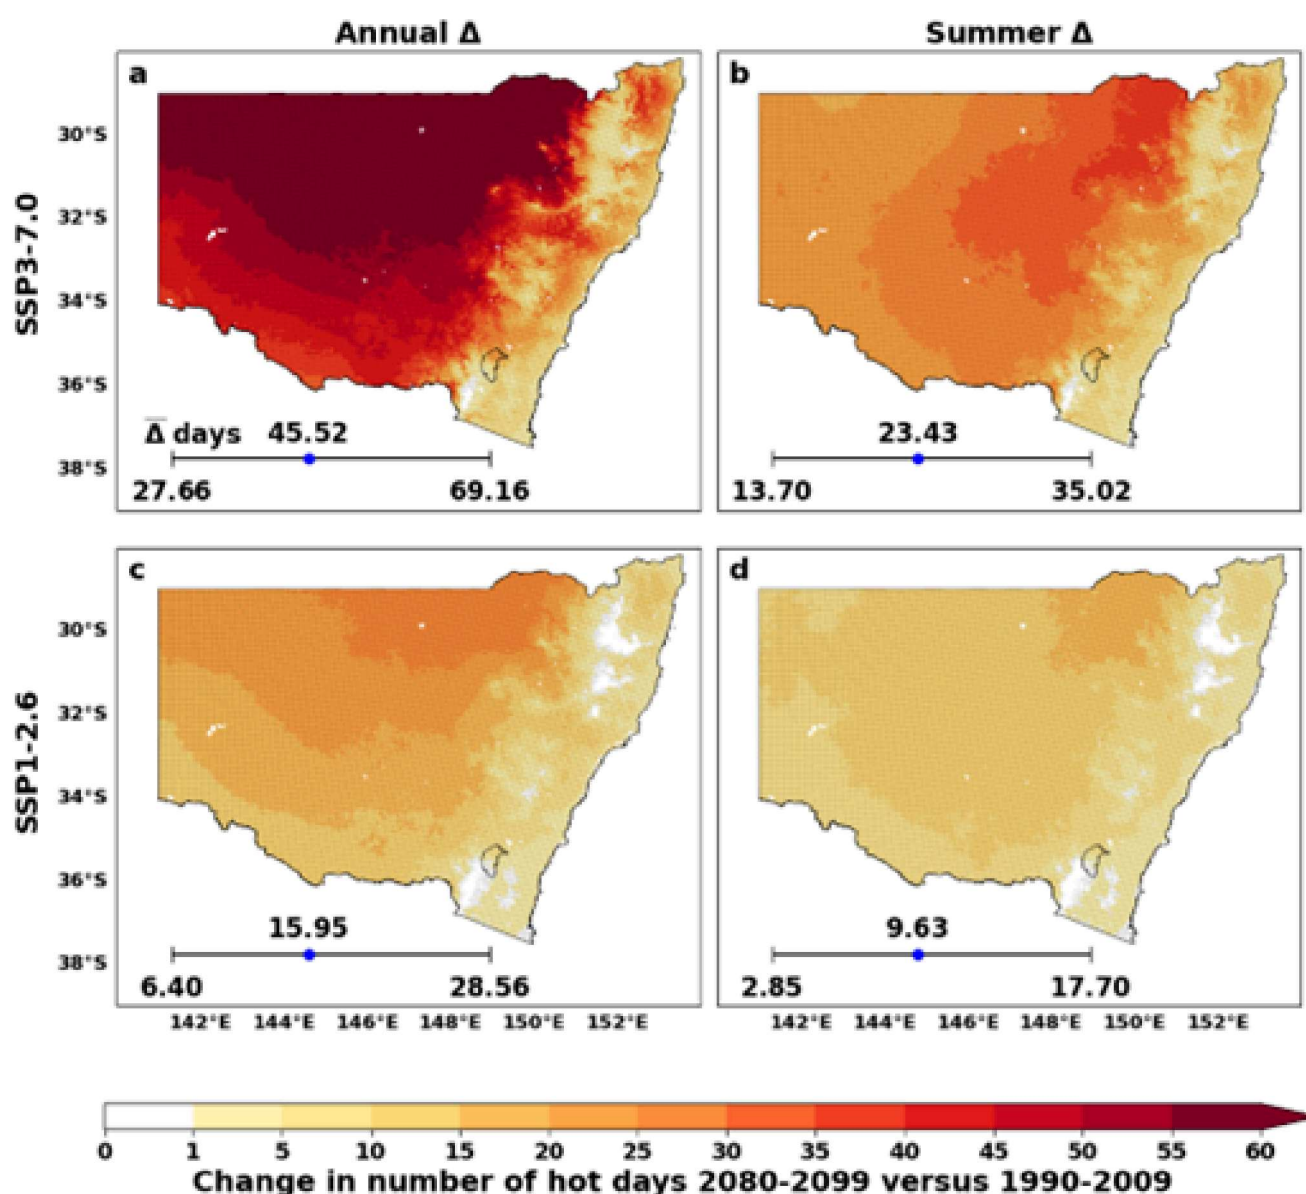 Annual Δ
Summer Δ
SSP3-7.0
a
30°S
32°S
34°S
36°S
38°S
Δ̅ days 45.52
27.66 69.16
b
23.43
13.70 35.02
SSP1-2.6
c
30°S
32°S
34°S
36°S
38°S
15.95
6.40 28.56
142°E 144°E 146°E 148°E 150°E 152°E
d
9.63
2.85 17.70
142°E 144°E 146°E 148°E 150°E 152°E
0 1 5 10 15 20 25 30 35 40 45 50 55 60
Change in number of hot days 2080-2099 versus 1990-2009